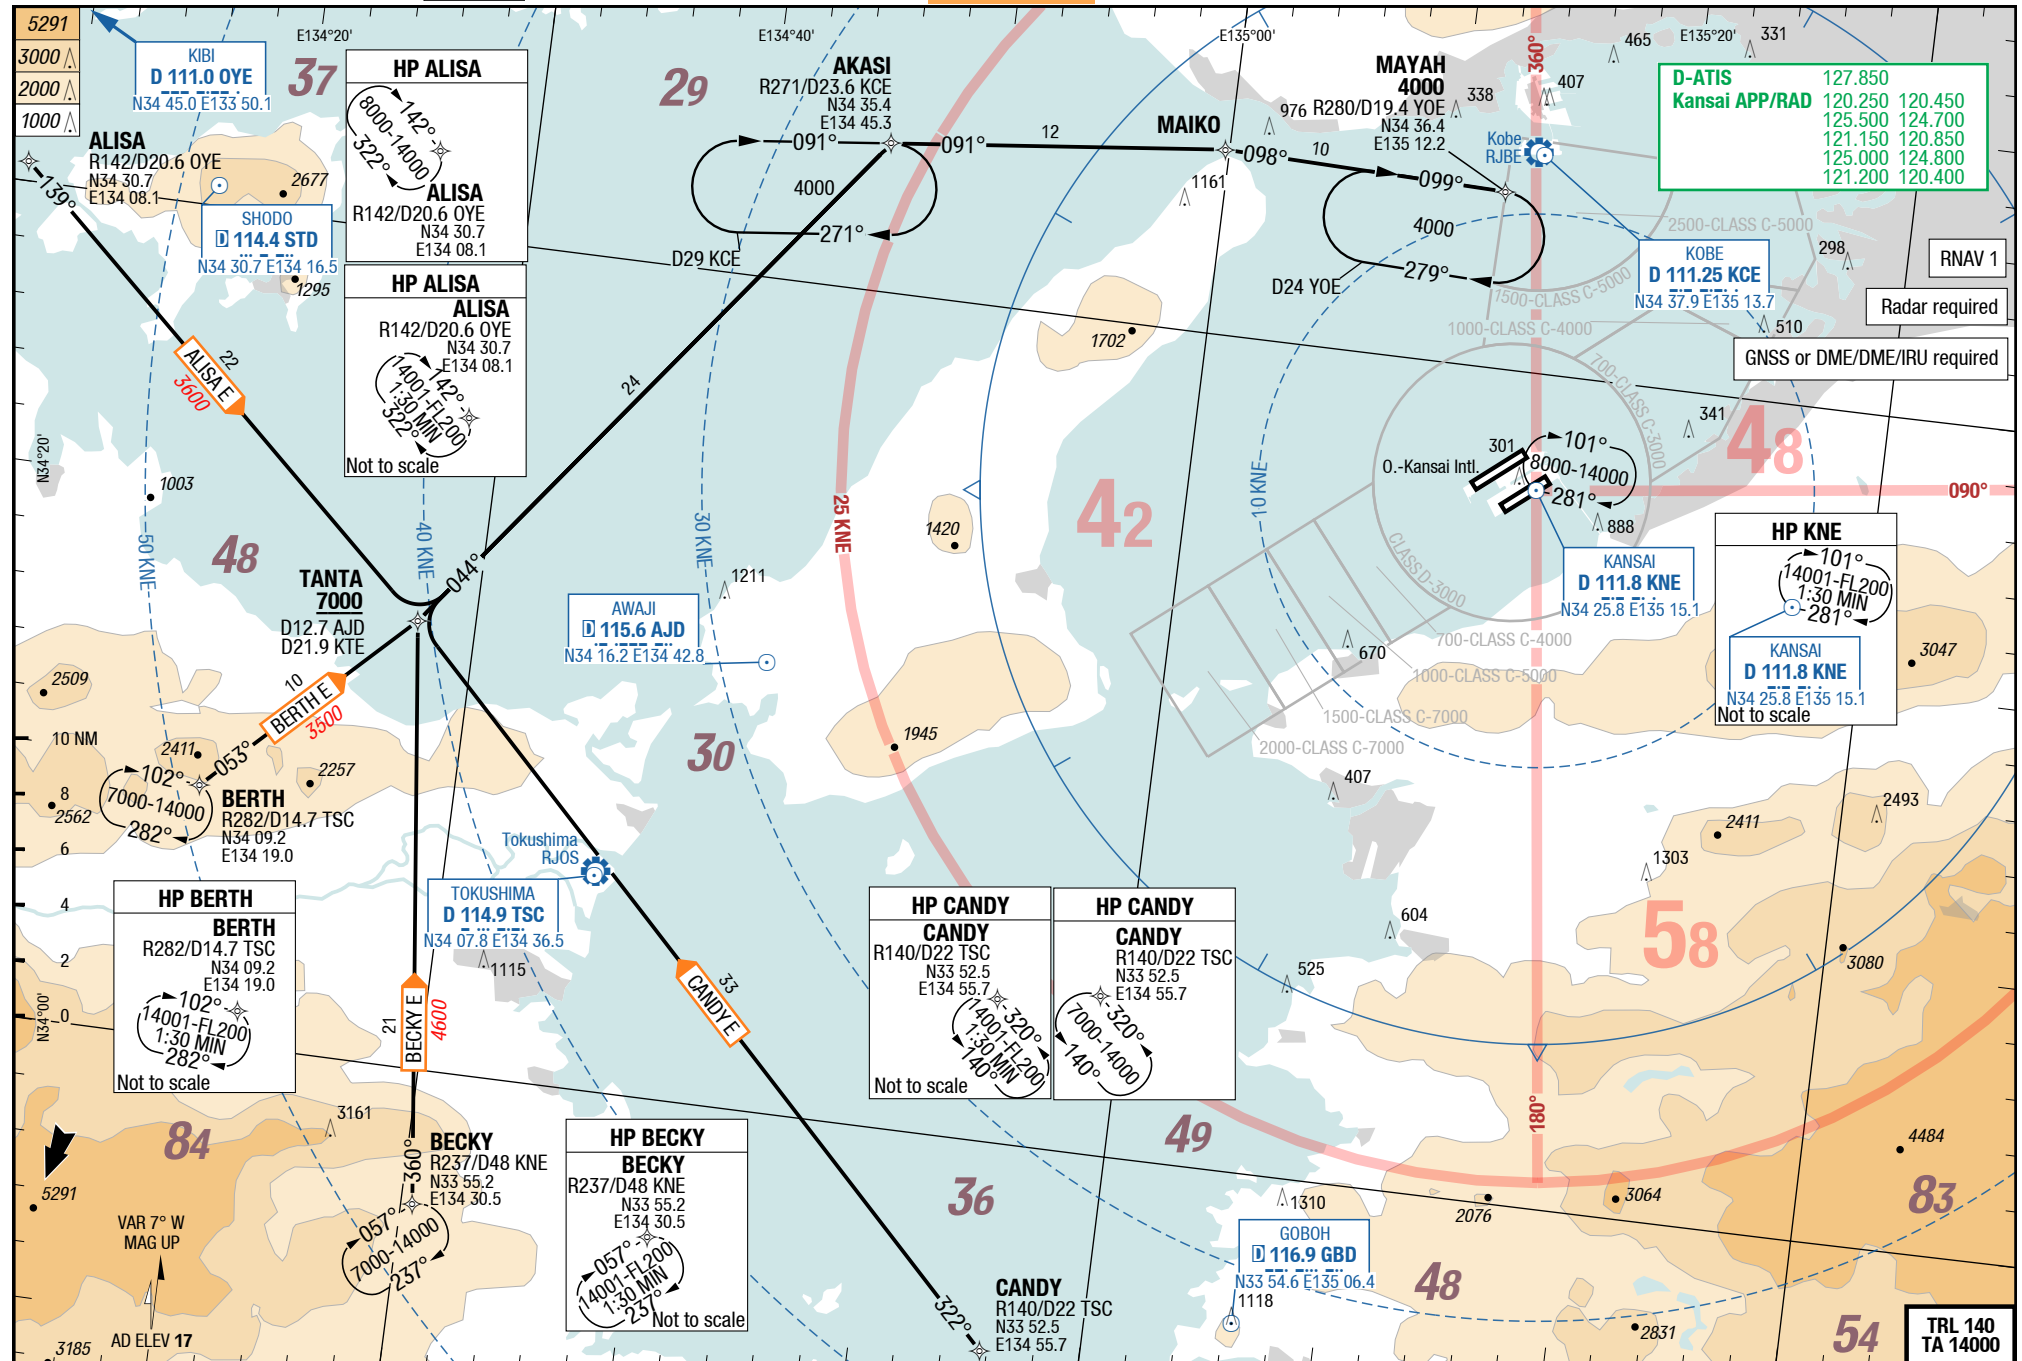 5291
3000
2000
1000
KIBI
D 111.0 OYE
N34 45.0 E133 50.1
E134°20'
37
HP ALISA
8000-14000
142°
322°
ALISA
R142/D20.6 OYE
N34 30.7
E134 08.1
HP ALISA
ALISA
R142/D20.6 OYE
N34 30.7
E134 08.1
142°
14001-FL200
1:30 MIN
322°
Not to scale
ALISA
R142/D20.6 OYE
N34 30.7
E134 08.1
139°
2677
SHODO
D 114.4 STD
N34 30.7 E134 16.5
1295
29
E134°40'
AKASI
R271/D23.6 KCE
N34 35.4
E134 45.3
091°
4000
271°
D29 KCE
091°
12
MAIKO
E135°00'
976
1161
098°
10
MAYAH
4000
R280/D19.4 YOE
N34 36.4
E135 12.2
099°
4000
279°
D24 YOE
338
407
465
360°
E135°20'
331
Kobe
RJBE
D-ATIS 127.850
Kansai APP/RAD 120.250 120.450
125.500 124.700
121.150 120.850
125.000 124.800
121.200 120.400
2500-CLASS C-5000
298
KOBE
D 111.25 KCE
N34 37.9 E135 13.7
RNAV 1
Radar required
GNSS or DME/DME/IRU required
1500-CLASS C-5000
1000-CLASS C-4000
700-CLASS C-3000
510
341
48
090°
1702
ALISA E
22
3600
24
N34°20'
1003
50 KNE
48
40 KNE
30 KNE
25 KNE
10 KNE
1420
42
O.-Kansai Intl.
301
101°
8000-14000
281°
888
HP KNE
101°
14001-FL200
1:30 MIN
281°
KANSAI
D 111.8 KNE
N34 25.8 E135 15.1
Not to scale
KANSAI
D 111.8 KNE
N34 25.8 E135 15.1
CLASS D-3000
700-CLASS C-4000
1000-CLASS C-5000
1500-CLASS C-7000
2000-CLASS C-7000
670
3047
TANTA
7000
D12.7 AJD
D21.9 KTE
044°
1211
AWAJI
D 115.6 AJD
N34 16.2 E134 42.8
2509
10
BERTH E
3500
10 NM
8
6
4
2
0
2411
053°
2257
102°
7000-14000
282°
2562
BERTH
R282/D14.7 TSC
N34 09.2
E134 19.0
30
1945
407
2411
2493
1303
Tokushima
RJOS
TOKUSHIMA
D 114.9 TSC
N34 07.8 E134 36.5
1115
HP BERTH
BERTH
R282/D14.7 TSC
N34 09.2
E134 19.0
102°
14001-FL200
1:30 MIN
282°
Not to scale
N34°00'
21
BECKY E
4600
33
CANDY E
HP CANDY
CANDY
R140/D22 TSC
N33 52.5
E134 55.7
320°
14001-FL200
1:30 MIN
140°
Not to scale
HP CANDY
CANDY
R140/D22 TSC
N33 52.5
E134 55.7
320°
7000-14000
140°
604
525
58
3080
84
3161
5291
VAR 7° W
MAG UP
AD ELEV 17
3185
360°
BECKY
R237/D48 KNE
N33 55.2
E134 30.5
057°
7000-14000
237°
HP BECKY
BECKY
R237/D48 KNE
N33 55.2
E134 30.5
057°
14001-FL200
1:30 MIN
237°
Not to scale
36
322°
CANDY
R140/D22 TSC
N33 52.5
E134 55.7
49
180°
1310
GOBOH
D 116.9 GBD
N33 54.6 E135 06.4
1118
2076
3064
4484
48
83
2831
54
TRL 140
TA 14000